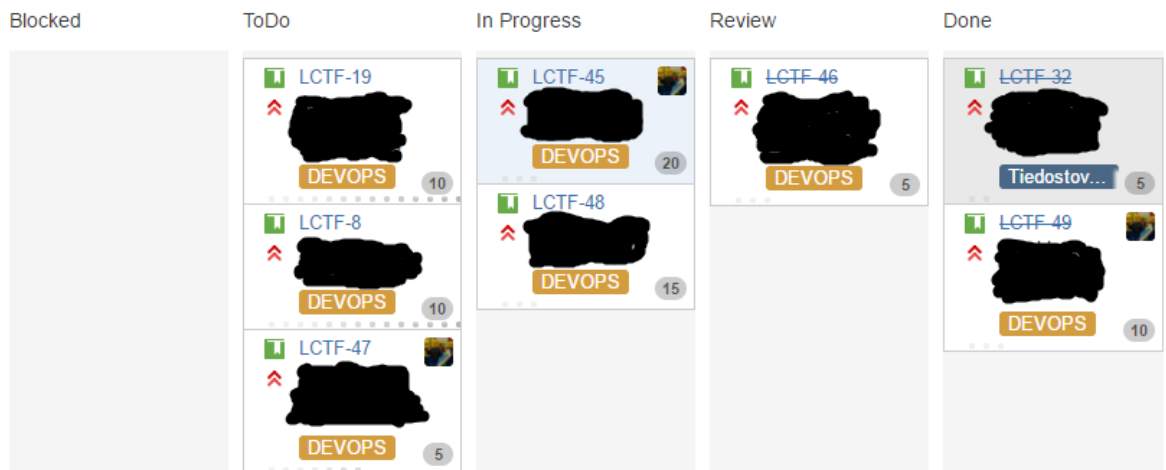 Blocked
ToDo
In Progress
Review
Done
LCTF-19
DEVOPS
10
LCTF-8
DEVOPS
10
LCTF-47
DEVOPS
5
LCTF-45
DEVOPS
20
LCTF-48
DEVOPS
15
LCTF-46
DEVOPS
5
LCTF-32
Tiedostov...
5
LCTF-49
DEVOPS
10